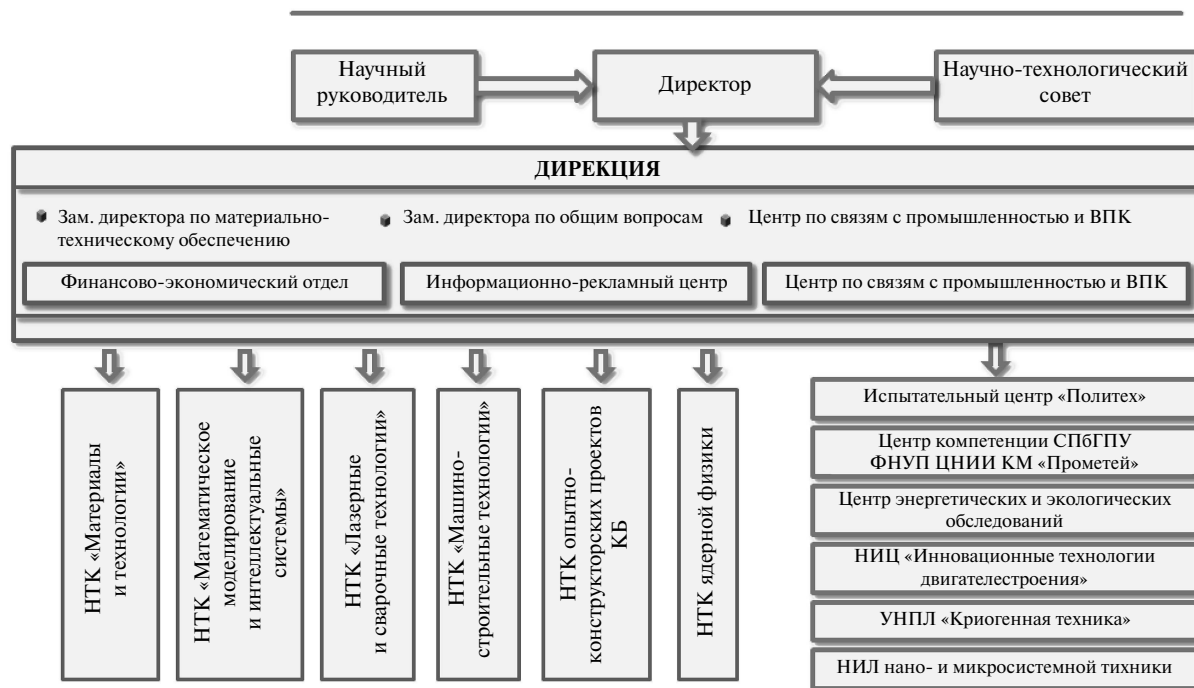 Научный
руководитель
Директор
Научно-технологический
совет
ДИРЕКЦИЯ
Зам. директора по материально-
техническому обеспечению
Зам. директора по общим вопросам
Центр по связям с промышленностью и ВПК
Финансово-экономический отдел
Информационно-рекламный центр
Центр по связям с промышленностью и ВПК
НТК «Материалы
и технологии»
НТК «Математическое
моделирование
и интеллектуальные
системы»
НТК «Лазерные
и сварочные технологии»
НТК «Машино-
строительные технологии»
НТК опытно-
конструкторских проектов
КБ
НТК ядерной физики
Испытательный центр «Политех»
Центр компетенции СПбГПУ
ФНУП ЦНИИ КМ «Прометей»
Центр энергетических и экологических
обследований
НИЦ «Инновационные технологии
двигателестроения»
УНПЛ «Криогенная техника»
НИЛ нано- и микросистемной тихники